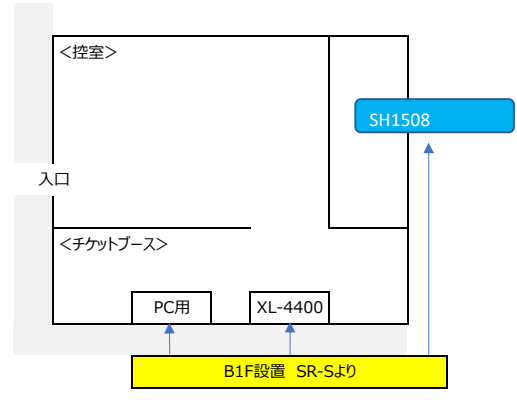 ＜控室＞
SH1508
入口
＜チケットブース＞
PC用
XL-4400
B1F設置 SR-Sより